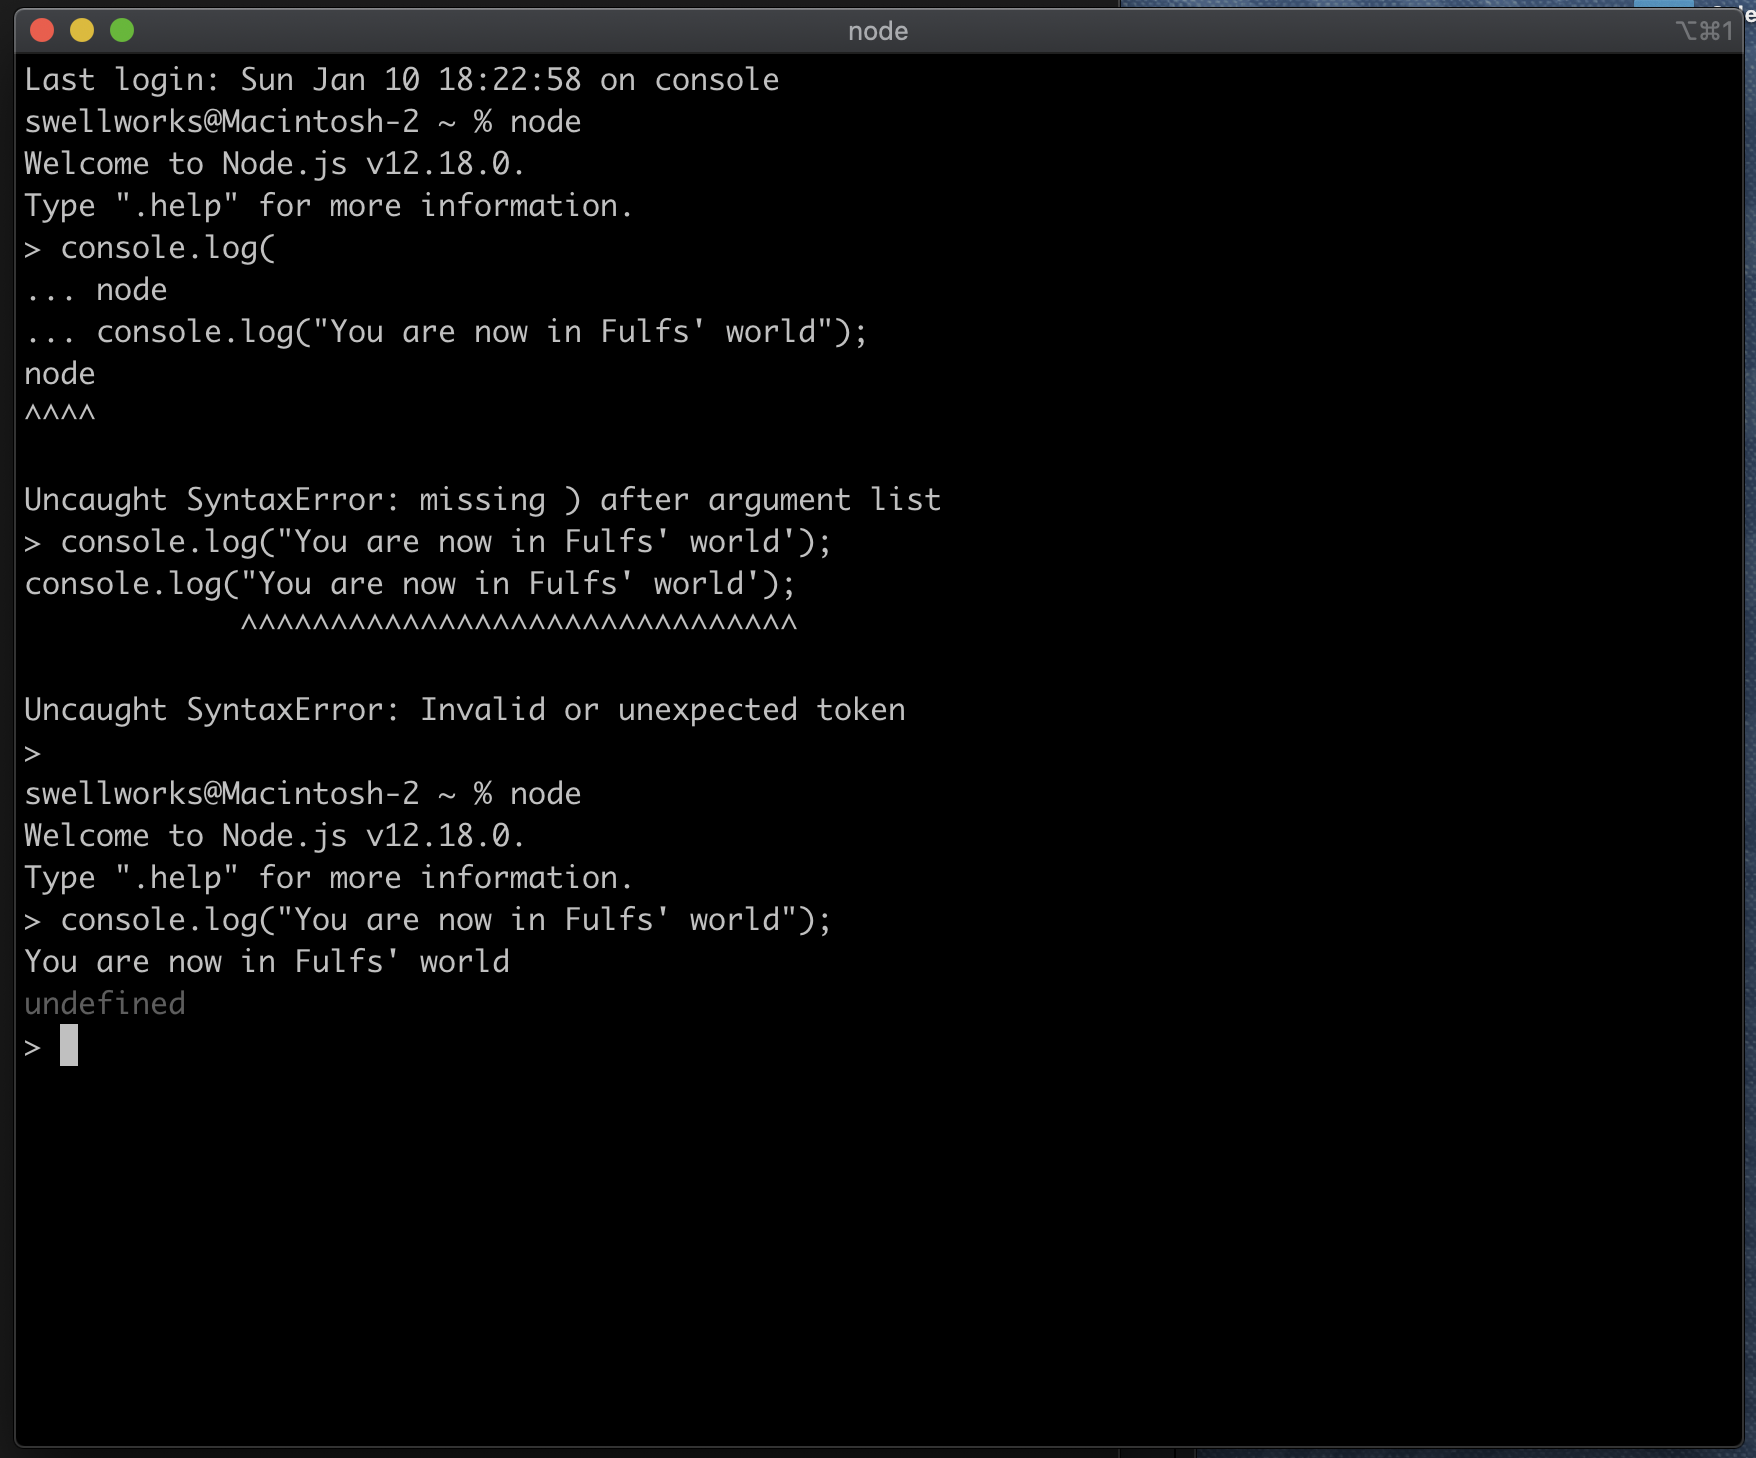 node
⌥⌘1
Last login: Sun Jan 10 18:22:58 on console
swellworks@Macintosh-2 ~ % node
Welcome to Node.js v12.18.0.
Type ".help" for more information.
> console.log(
... node
... console.log("You are now in Fulfs' world");
node
^^^^
Uncaught SyntaxError: missing ) after argument list
> console.log("You are now in Fulfs' world');
console.log("You are now in Fulfs' world');
^^^^^^^^^^^^^^^^^^^^^^^^^^^^^^^
Uncaught SyntaxError: Invalid or unexpected token
>
swellworks@Macintosh-2 ~ % node
Welcome to Node.js v12.18.0.
Type ".help" for more information.
> console.log("You are now in Fulfs' world");
You are now in Fulfs' world
undefined
>